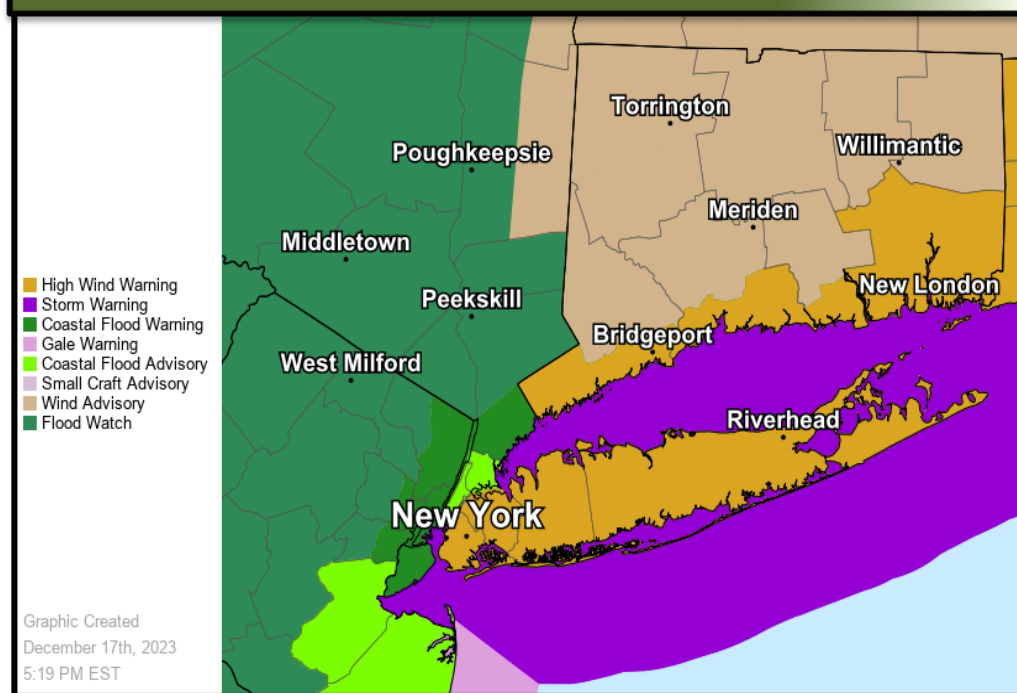 Torrington
Poughkeepsie
Willimantic
Meriden
Middletown
Peekskill
New London
Bridgeport
West Milford
Riverhead
New York
High Wind Warning
Storm Warning
Coastal Flood Warning
Gale Warning
Coastal Flood Advisory
Small Craft Advisory
Wind Advisory
Flood Watch
Graphic Created
December 17th, 2023
5:19 PM EST